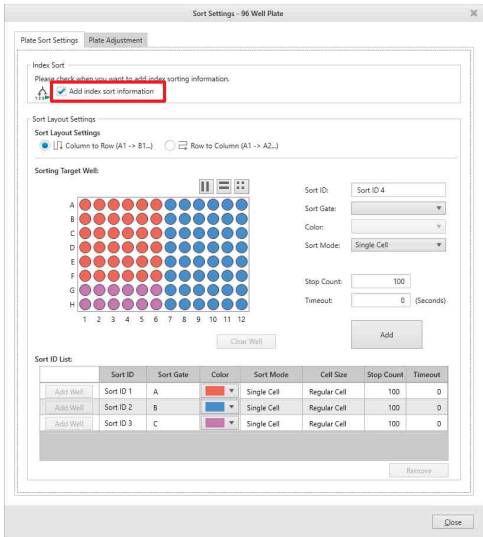 Sort Settings - 96 Well Plate
Plate Sort Settings Plate Adjustment
Index Sort
Please check when you want to add index sorting information.
Add index sort information
Sort Layout Settings
Sort Layout Settings
Column to Row (A1 -> B1...) Row to Column (A1 -> A2...)
Sorting Target Well:
Sort ID: Sort ID 4
Sort Gate:
Color:
Sort Mode: Single Cell
Stop Count: 100
Timeout: 0 (Seconds)
A
B
C
D
E
F
G
H
1 2 3 4 5 6 7 8 9 10 11 12
Clear Well
Add
Sort ID List:
Sort ID Sort Gate Color Sort Mode Cell Size Stop Count Timeout
Add Well Sort ID 1 A Single Cell Regular Cell 100 0
Add Well Sort ID 2 B Single Cell Regular Cell 100 0
Add Well Sort ID 3 C Single Cell Regular Cell 100 0
Remove
Close